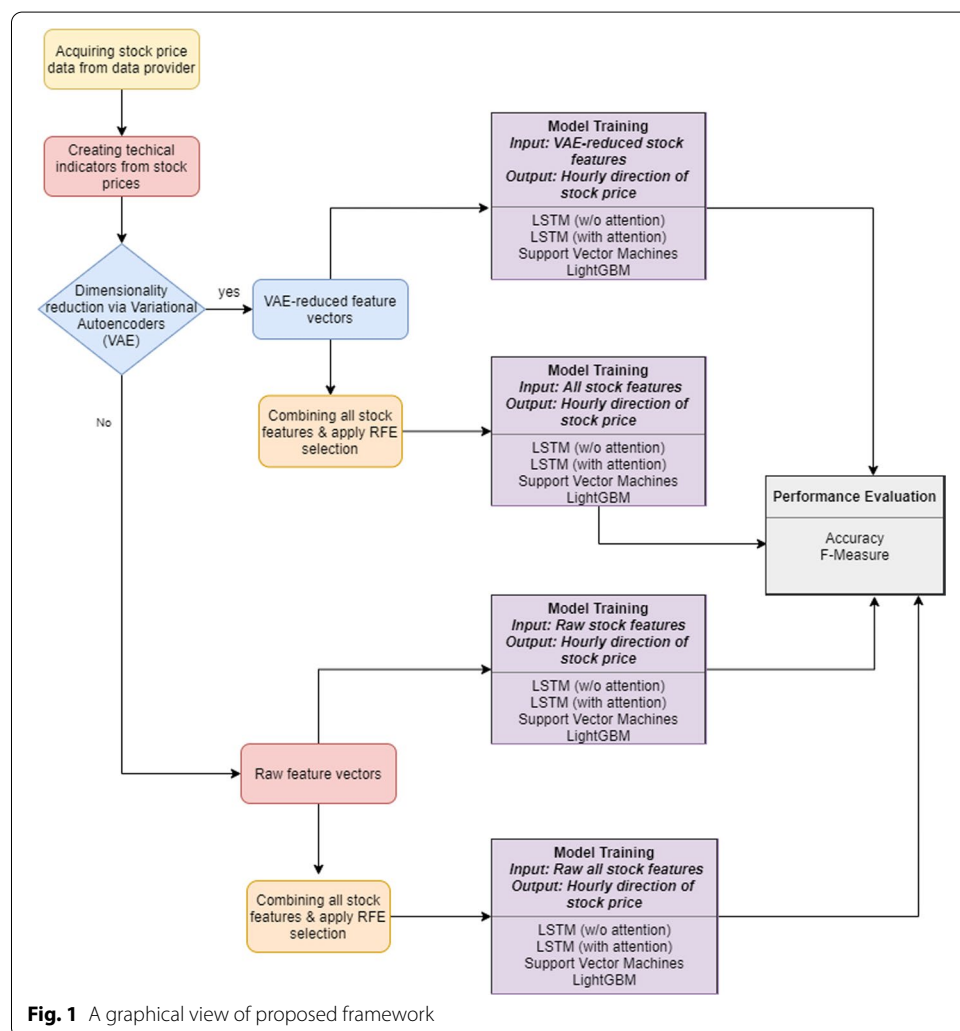 Acquiring stock price
data from data provider
Creating techical
indicators from stock
prices
Dimensionality
reduction via Variational
Autoencoders
(VAE)
yes
No
VAE-reduced feature
vectors
Combining all stock
features & apply RFE
selection
Model Training
Input: VAE-reduced stock
features
Output: Hourly direction of
stock price
LSTM (w/o attention)
LSTM (with attention)
Support Vector Machines
LightGBM
Model Training
Input: All stock features
Output: Hourly direction of
stock price
LSTM (w/o attention)
LSTM (with attention)
Support Vector Machines
LightGBM
Performance Evaluation
Accuracy
F-Measure
Model Training
Input: Raw stock features
Output: Hourly direction of
stock price
LSTM (w/o attention)
LSTM (with attention)
Support Vector Machines
LightGBM
Raw feature vectors
Combining all stock
features & apply RFE
selection
Model Training
Input: Raw all stock features
Output: Hourly direction of
stock price
LSTM (w/o attention)
LSTM (with attention)
Support Vector Machines
LightGBM
Fig. 1 A graphical view of proposed framework